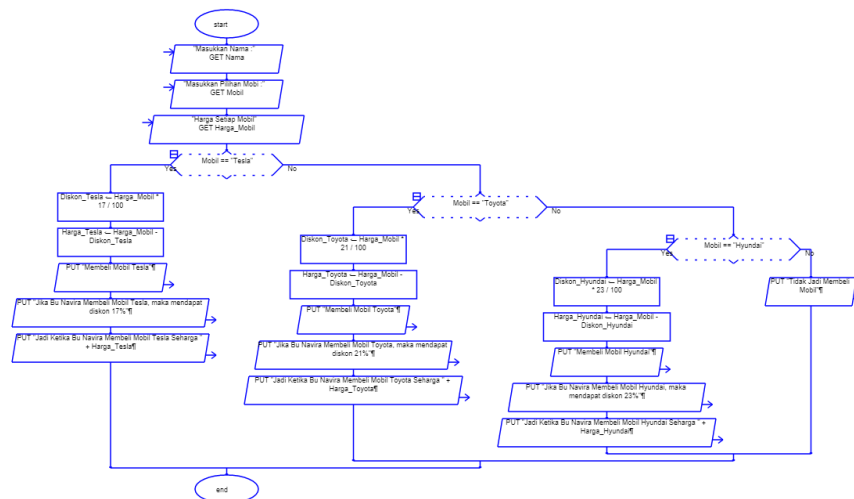 start
"Masukkan Nama :"
GET Nama
"Masukkan Pilihan Mobi :"
GET Mobil
"Harga Setiap Mobil"
GET Harga_Mobil
Mobil == "Tesla"
Yes
No
Diskon_Tesla ← Harga_Mobil *
17 / 100
Harga_Tesla ← Harga_Mobil -
Diskon_Tesla
PUT "Membeli Mobil Tesla"¶
PUT "Jika Bu Navira Membeli Mobil Tesla, maka mendapat
diskon 17%"¶
PUT "Jadi Ketika Bu Navira Membeli Mobil Tesla Seharga "
+ Harga_Tesla¶
Mobil == "Toyota"
Yes
No
Diskon_Toyota ← Harga_Mobil *
21 / 100
Harga_Toyota ← Harga_Mobil -
Diskon_Toyota
PUT "Membeli Mobil Toyota"¶
PUT "Jika Bu Navira Membeli Mobil Toyota, maka mendapat
diskon 21%"¶
PUT "Jadi Ketika Bu Navira Membeli Mobil Toyota Seharga " +
Harga_Toyota¶
Mobil == "Hyundai"
Yes
No
Diskon_Hyundai ← Harga_Mobil
* 23 / 100
Harga_Hyundai ← Harga_Mobil -
Diskon_Hyundai
PUT "Membeli Mobil Hyundai"¶
PUT "Jika Bu Navira Membeli Mobil Hyundai, maka
mendapat diskon 23%"¶
PUT "Jadi Ketika Bu Navira Membeli Mobil Hyundai Seharga " +
Harga_Hyundai¶
PUT "Tidak Jadi Membeli
Mobil"¶
end